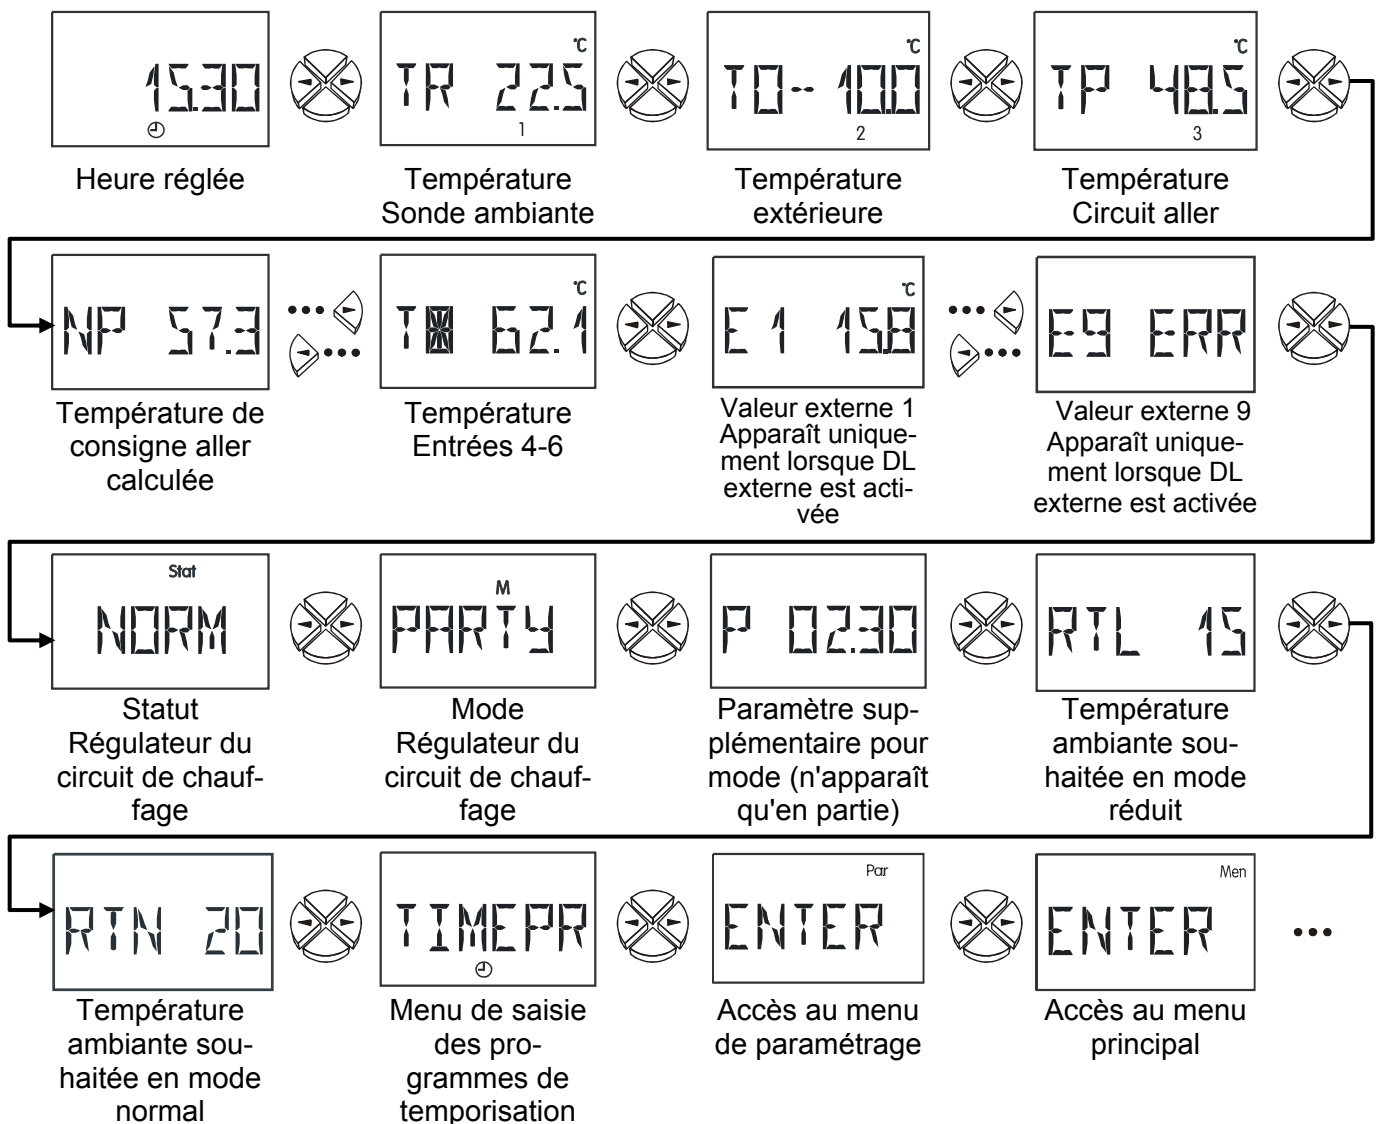 15.30
Heure réglée
°C
TR 22.5
1
Température
Sonde ambiante
°C
TO-10.0
2
Température
extérieure
°C
TP 48.5
3
Température
Circuit aller
NP 57.3
Température de
consigne aller
calculée
°C
62.1
Température
Entrées 4-6
°C
E1 15.8
Valeur externe 1
Apparaît unique-
ment lorsque DL
externe est acti-
vée
E9 ERR
Valeur externe 9
Apparaît unique-
ment lorsque DL
externe est activée
Stat
NORM
Statut
Régulateur du
circuit de chauf-
fage
M
PARTY
Mode
Régulateur du
circuit de chauf-
fage
P 02.30
Paramètre sup-
plémentaire pour
mode (n'apparaît
qu'en partie)
RTL 15
Température
ambiante sou-
haitée en mode
réduit
RTN 20
Température
ambiante sou-
haitée en mode
normal
TIMEPR
Menu de saisie
des pro-
grammes de
temporisation
Par
ENTER
Accès au menu
de paramétrage
Men
ENTER
Accès au menu
principal